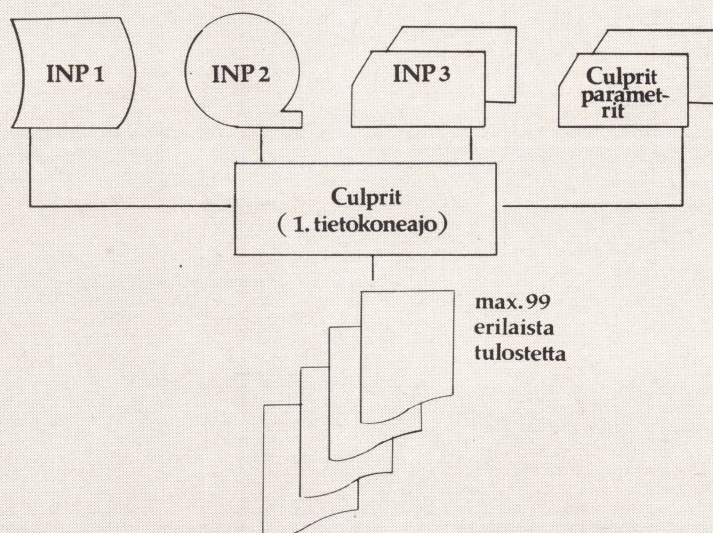 INP 1
INP 2
INP 3
Culprit
paramet-
rit
Culprit
( 1. tietokoneajo )
max. 99
erilaista
tulostetta